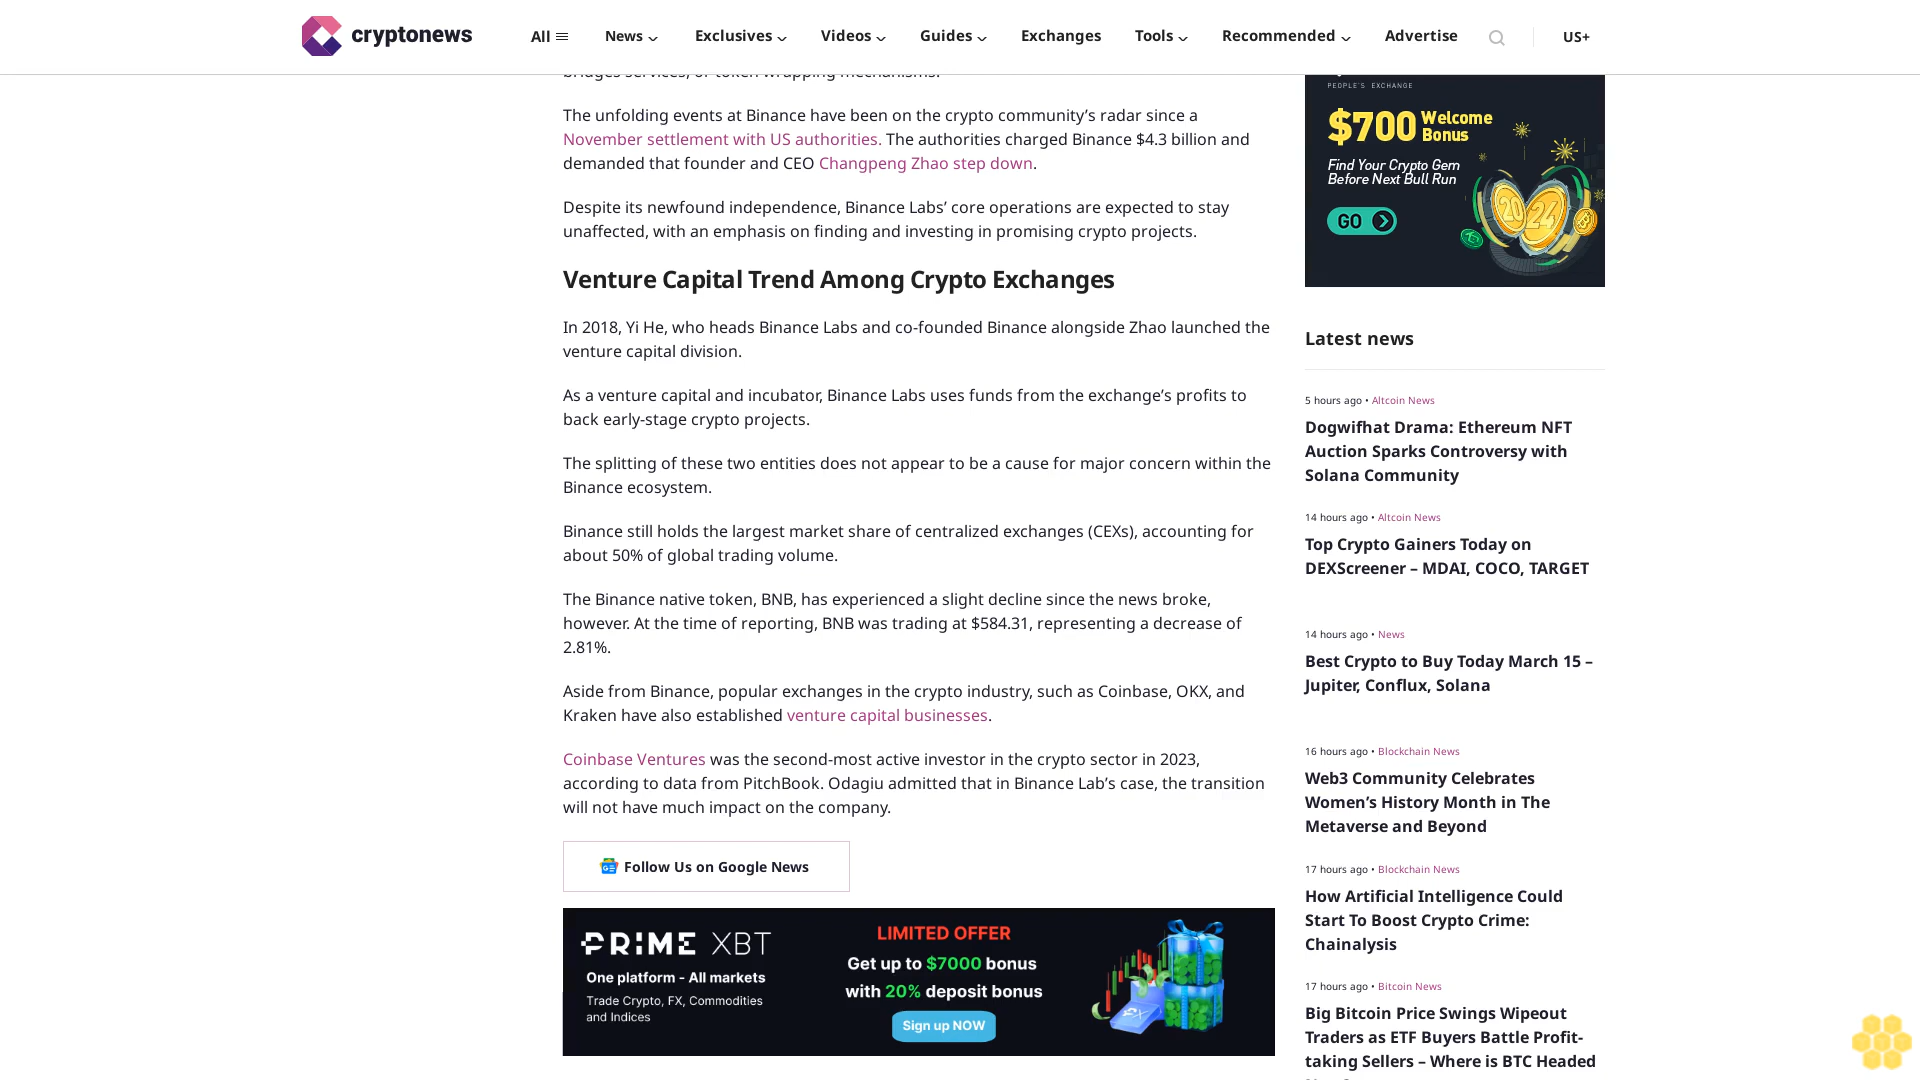 cryptonews
All
News
Exclusives
Videos
Guides
Exchanges
Tools
Recommended
Advertise
US+
bridges services, or token wrapping mechanisms.
The unfolding events at Binance have been on the crypto community’s radar since a
November settlement with US authorities. The authorities charged Binance $4.3 billion and
demanded that founder and CEO Changpeng Zhao step down.
Despite its newfound independence, Binance Labs’ core operations are expected to stay
unaffected, with an emphasis on finding and investing in promising crypto projects.
Venture Capital Trend Among Crypto Exchanges
In 2018, Yi He, who heads Binance Labs and co-founded Binance alongside Zhao launched the
venture capital division.
As a venture capital and incubator, Binance Labs uses funds from the exchange’s profits to
back early-stage crypto projects.
The splitting of these two entities does not appear to be a cause for major concern within the
Binance ecosystem.
Binance still holds the largest market share of centralized exchanges (CEXs), accounting for
about 50% of global trading volume.
The Binance native token, BNB, has experienced a slight decline since the news broke,
however. At the time of reporting, BNB was trading at $584.31, representing a decrease of
2.81%.
Aside from Binance, popular exchanges in the crypto industry, such as Coinbase, OKX, and
Kraken have also established venture capital businesses.
Coinbase Ventures was the second-most active investor in the crypto sector in 2023,
according to data from PitchBook. Odagiu admitted that in Binance Lab’s case, the transition
will not have much impact on the company.
Follow Us on Google News
PRIME XBT
One platform - All markets
Trade Crypto, FX, Commodities
and Indices
LIMITED OFFER
Get up to $7000 bonus
with 20% deposit bonus
Sign up NOW
PEOPLE'S EXCHANGE
$700 Welcome
Bonus
Find Your Crypto Gem
Before Next Bull Run
GO
20 24
Latest news
5 hours ago • Altcoin News
Dogwifhat Drama: Ethereum NFT
Auction Sparks Controversy with
Solana Community
14 hours ago • Altcoin News
Top Crypto Gainers Today on
DEXScreener – MDAI, COCO, TARGET
14 hours ago • News
Best Crypto to Buy Today March 15 –
Jupiter, Conflux, Solana
16 hours ago • Blockchain News
Web3 Community Celebrates
Women’s History Month in The
Metaverse and Beyond
17 hours ago • Blockchain News
How Artificial Intelligence Could
Start To Boost Crypto Crime:
Chainalysis
17 hours ago • Bitcoin News
Big Bitcoin Price Swings Wipeout
Traders as ETF Buyers Battle Profit-
taking Sellers – Where is BTC Headed